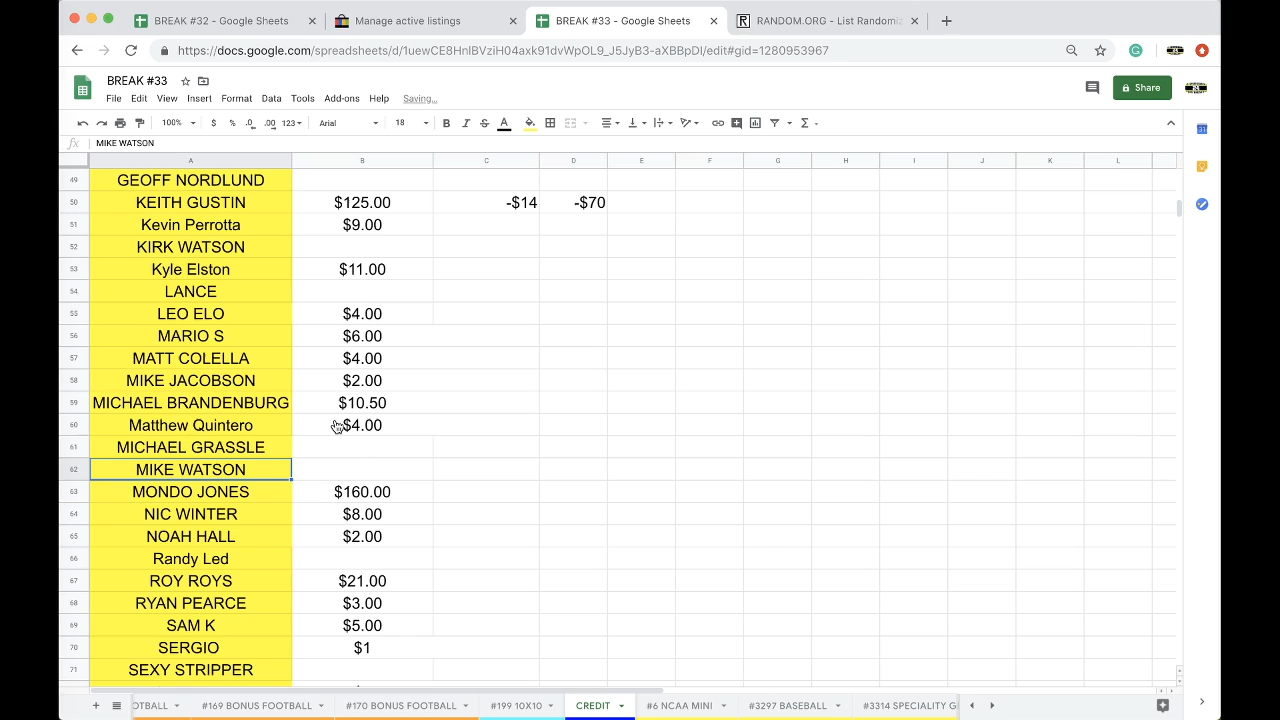 BREAK #32 - Google Sheets
Manage active listings
BREAK #33 - Google Sheets
RANDOM.ORG - List Randomiz
https://docs.google.com/spreadsheets/d/1uewCE8HnIBVziH04axk91dvWpOL9_J5JyB3-aXBBpDI/edit#gid=1280953967
BREAK #33
File Edit View Insert Format Data Tools Add-ons Help Saving...
Share
100% $ % .0 .00 123 Arial 18 B I S A
fx MIKE WATSON
A B C D E F G H I J K L
49 GEOFF NORDLUND
50 KEITH GUSTIN $125.00 -$14 -$70
51 Kevin Perrotta $9.00
52 KIRK WATSON
53 Kyle Elston $11.00
54 LANCE
55 LEO ELO $4.00
56 MARIO S $6.00
57 MATT COLELLA $4.00
58 MIKE JACOBSON $2.00
59 MICHAEL BRANDENBURG $10.50
60 Matthew Quintero $4.00
61 MICHAEL GRASSLE
62 MIKE WATSON
63 MONDO JONES $160.00
64 NIC WINTER $8.00
65 NOAH HALL $2.00
66 Randy Led
67 ROY ROYS $21.00
68 RYAN PEARCE $3.00
69 SAM K $5.00
70 SERGIO $1
71 SEXY STRIPPER
OTBALL #169 BONUS FOOTBALL #170 BONUS FOOTBALL #199 10X10 CREDIT #6 NCAA MINI #3297 BASEBALL #3314 SPECIALITY G